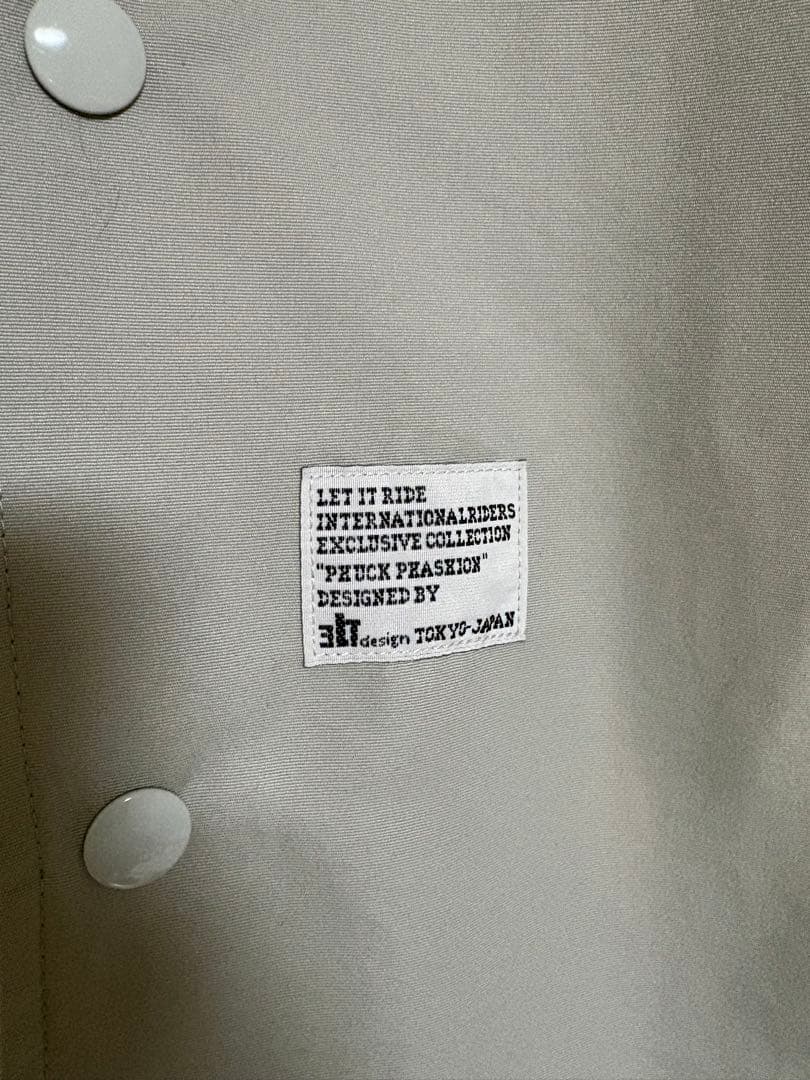 LET IT RIDE
INTERNATIONALRIDERS
EXCLUSIVE COLLECTION
"PHUCK PHASHION"
DESIGNED BY
design TOKYO-JAPAN